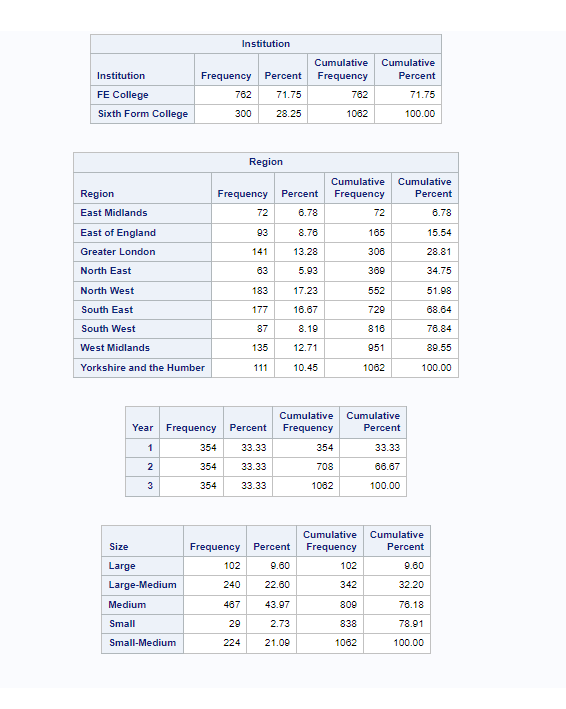 Institution
Institution Frequency Percent Cumulative Frequency Cumulative Percent
FE College 762 71.75 762 71.75
Sixth Form College 300 28.25 1062 100.00
Region
Region Frequency Percent Cumulative Frequency Cumulative Percent
East Midlands 72 6.78 72 6.78
East of England 93 8.76 165 15.54
Greater London 141 13.28 306 28.81
North East 63 5.93 369 34.75
North West 183 17.23 552 51.98
South East 177 16.67 729 68.64
South West 87 8.19 816 76.84
West Midlands 135 12.71 951 89.55
Yorkshire and the Humber 111 10.45 1062 100.00
Year Frequency Percent Cumulative Frequency Cumulative Percent
1 354 33.33 354 33.33
2 354 33.33 708 66.67
3 354 33.33 1062 100.00
Size Frequency Percent Cumulative Frequency Cumulative Percent
Large 102 9.60 102 9.60
Large-Medium 240 22.60 342 32.20
Medium 467 43.97 809 76.18
Small 29 2.73 838 78.91
Small-Medium 224 21.09 1062 100.00